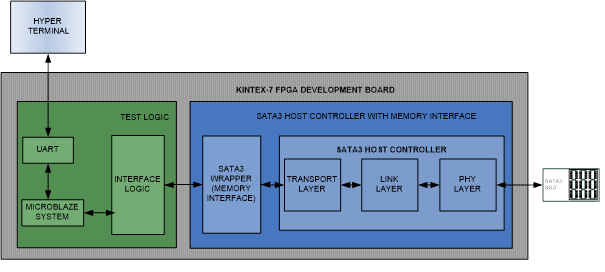 HYPER
TERMINAL
KINTEX-7 FPGA DEVELOPMENT BOARD
TEST LOGIC
SATA3 HOST CONTROLLER WITH MEMORY INTERFACE
UART
MICROBLAZE
SYSTEM
INTERFACE
LOGIC
SATA3
WRAPPER
(MEMORY
INTERFACE)
SATA3 HOST CONTROLLER
TRANSPORT
LAYER
LINK
LAYER
PHY
LAYER
SATA3
SSD